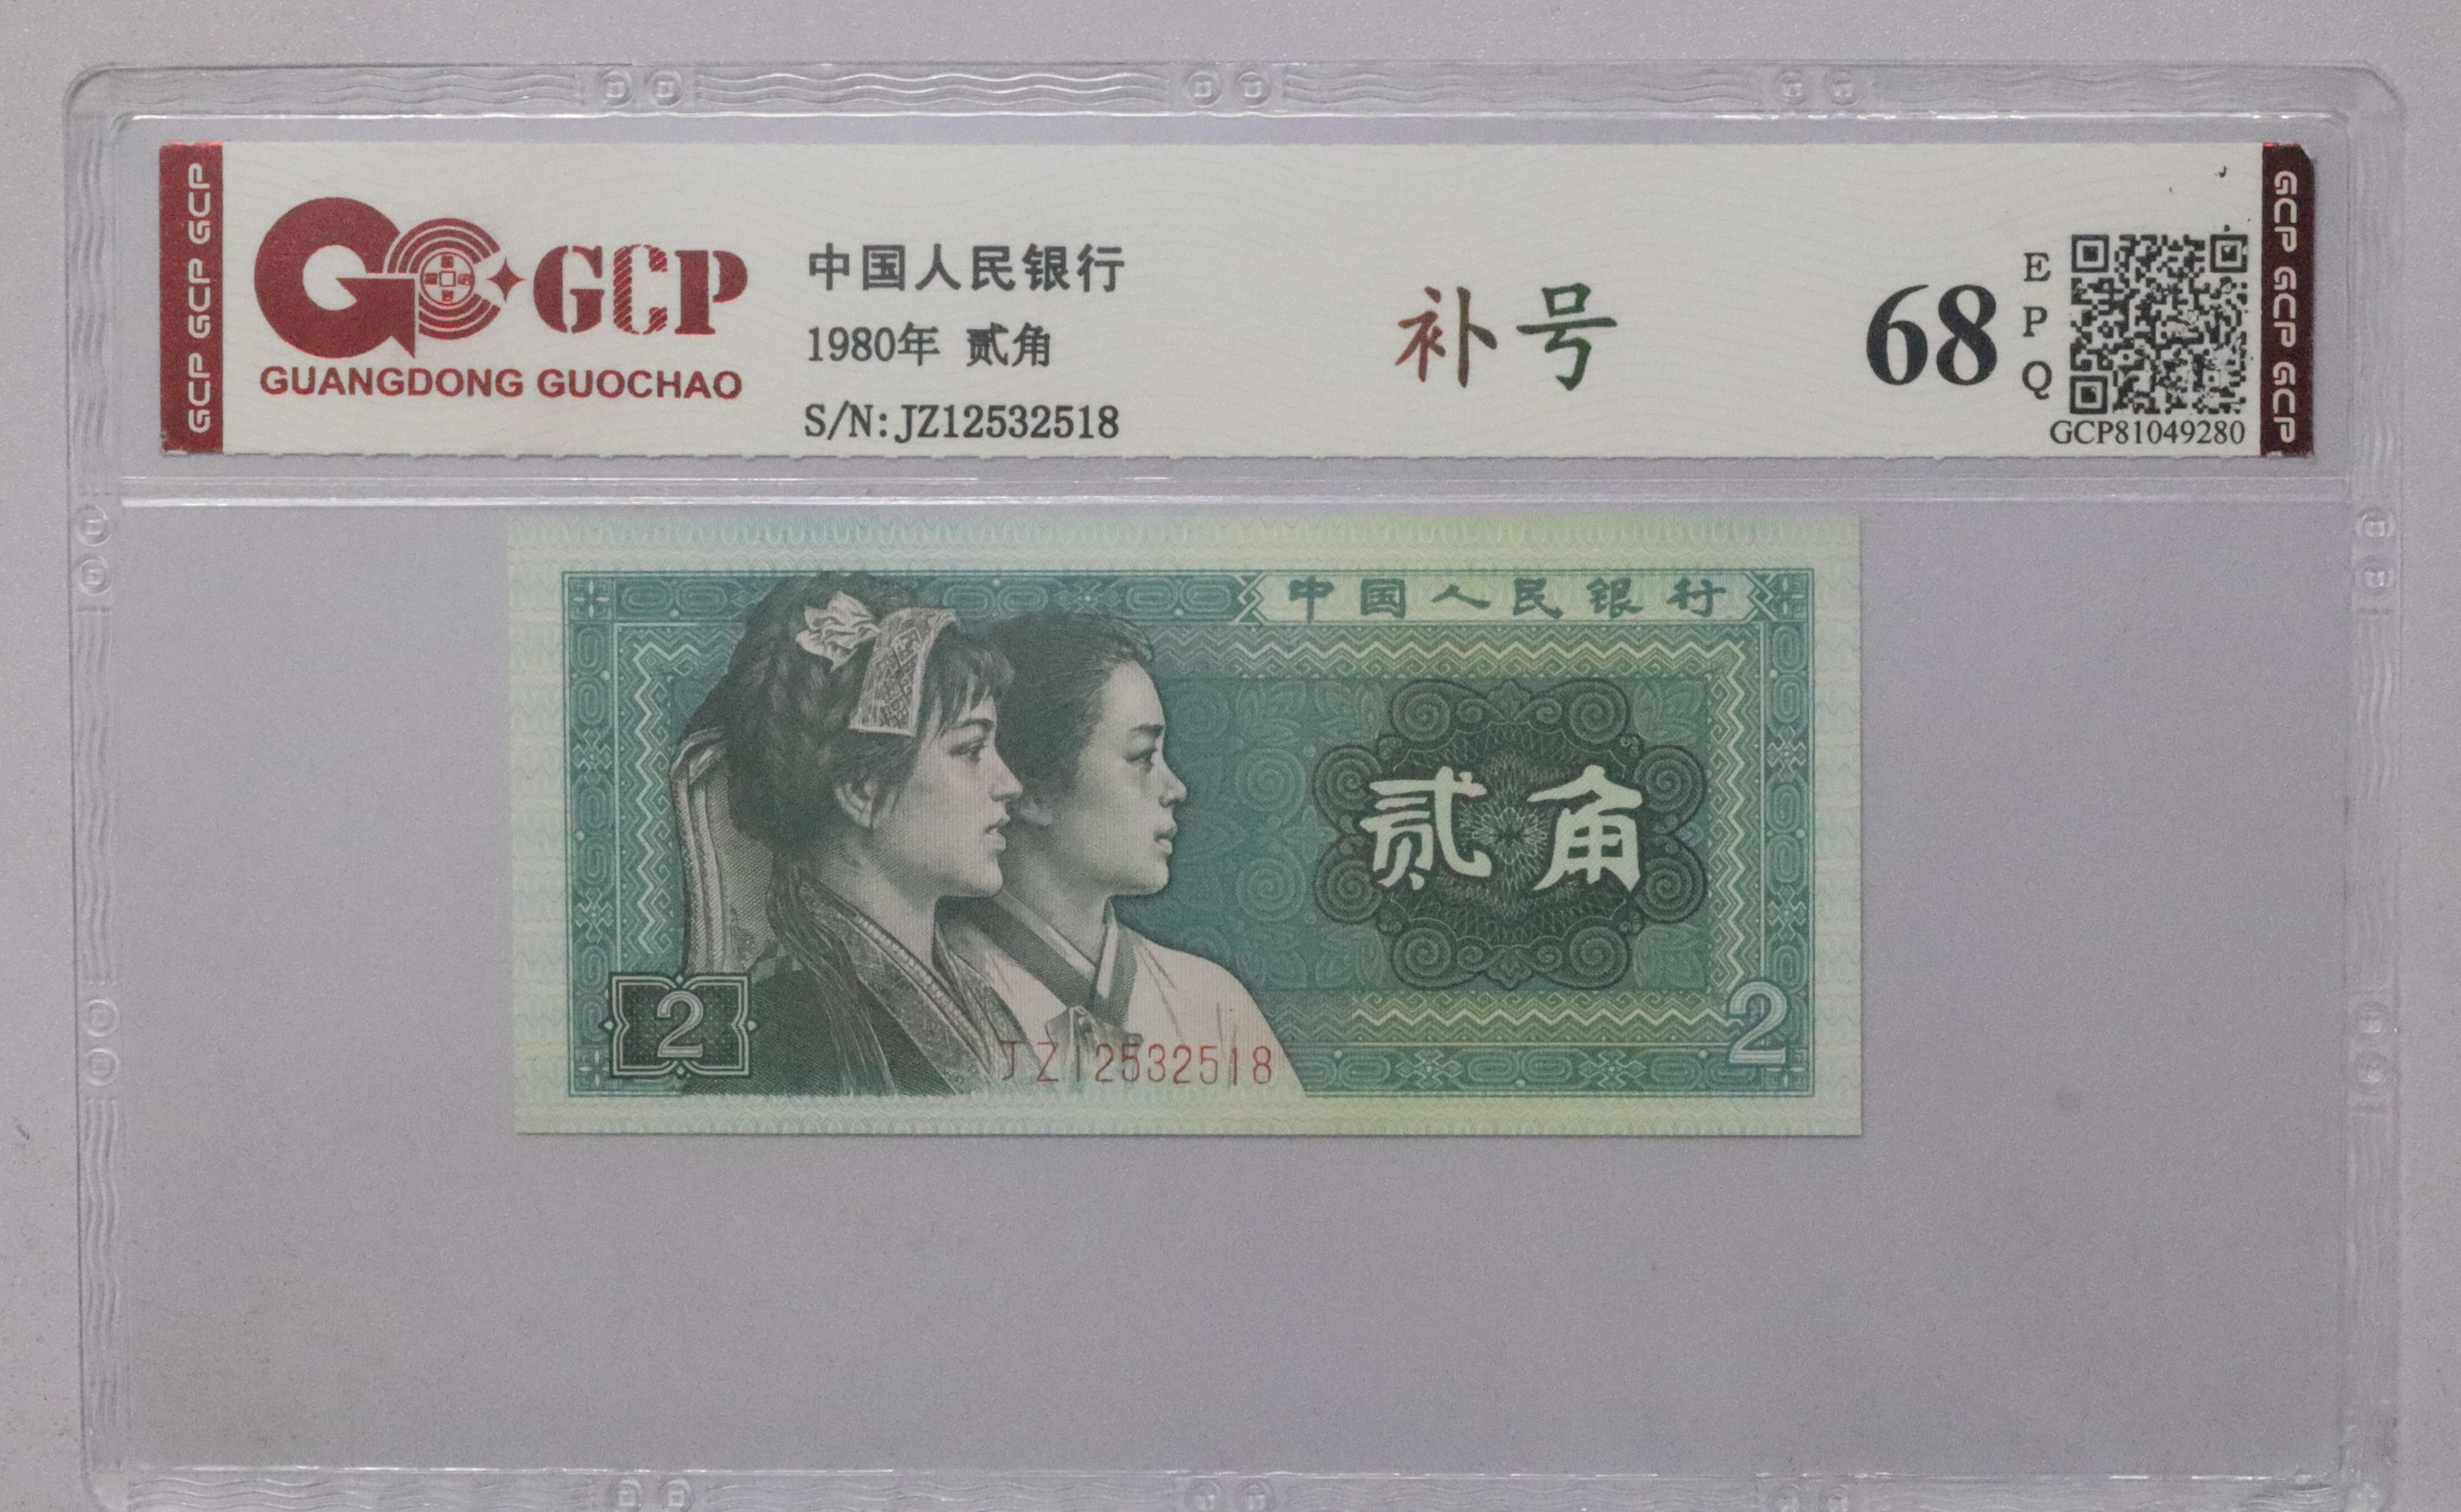 GCP GCP GCP
GCP
GUANGDONG GUOCHAO
中国人民银行
1980年 贰角
S/N:JZ12532518
补号
68
EPQ
GCP81049280
GCP GCP GCP
中国人民银行
贰角
2
JZ12532518
2